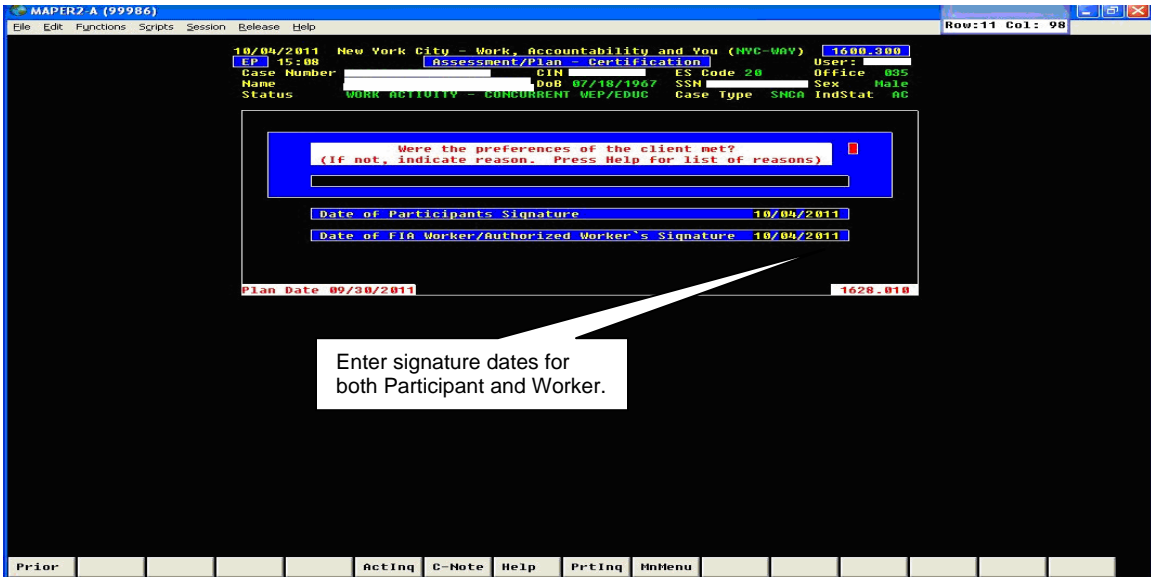 MAPER2-A (99986)
File Edit Functions Scripts Session Release Help
Row:11 Col: 98
10/04/2011 New York City - Work, Accountability and You (NYC-WAY) 1600.300
EP 15:08 Assessment/Plan - Certification User:
Case Number CIN ES Code 20 Office 035
Name DoB 07/18/1967 SSN Sex Male
Status WORK ACTIVITY - CONCURRENT WEP/EDUC Case Type SNCA IndStat AC
Were the preferences of the client met?
(If not, indicate reason. Press Help for list of reasons)
Date of Participants Signature 10/04/2011
Date of FIA Worker/Authorized Worker`s Signature 10/04/2011
Plan Date 09/30/2011 1628.010
Enter signature dates for
both Participant and Worker.
Prior ActInq C-Note Help PrtInq MnMenu